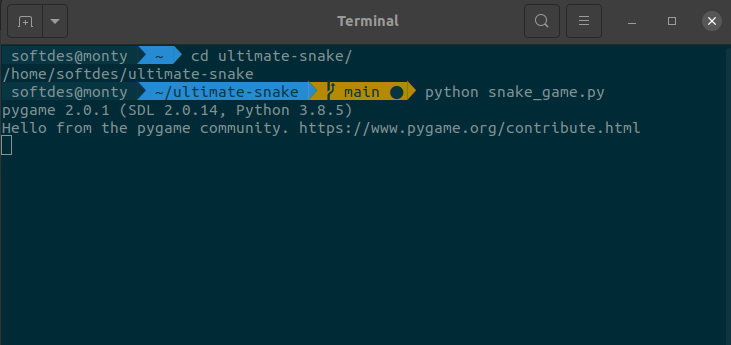 Terminal
softdes@monty ~ cd ultimate-snake/
/home/softdes/ultimate-snake
softdes@monty ~/ultimate-snake main ● python snake_game.py
pygame 2.0.1 (SDL 2.0.14, Python 3.8.5)
Hello from the pygame community. https://www.pygame.org/contribute.html